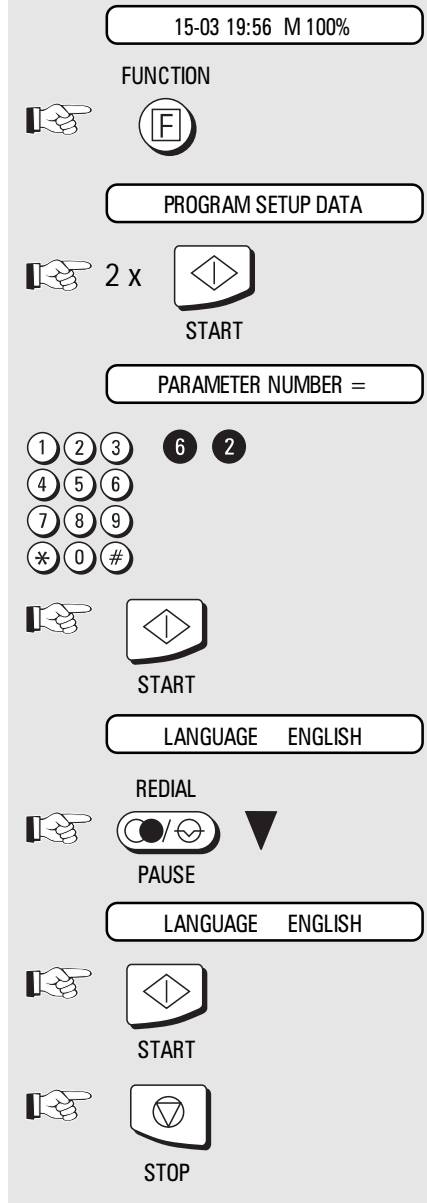 15-03 19:56 M 100%
FUNCTION
F
PROGRAM SETUP DATA
2 x
START
PARAMETER NUMBER =
1 2 3 6 2
4 5 6
7 8 9
* 0 #
START
LANGUAGE ENGLISH
REDIAL
/
PAUSE
LANGUAGE ENGLISH
START
STOP